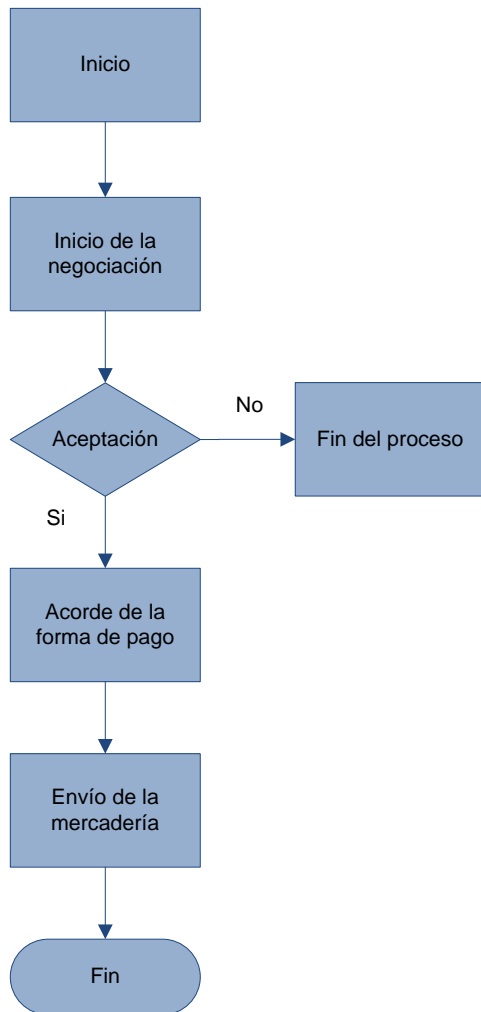 Inicio
Inicio de la
negociación
Aceptación
No
Fin del proceso
Si
Acorde de la
forma de pago
Envío de la
mercadería
Fin